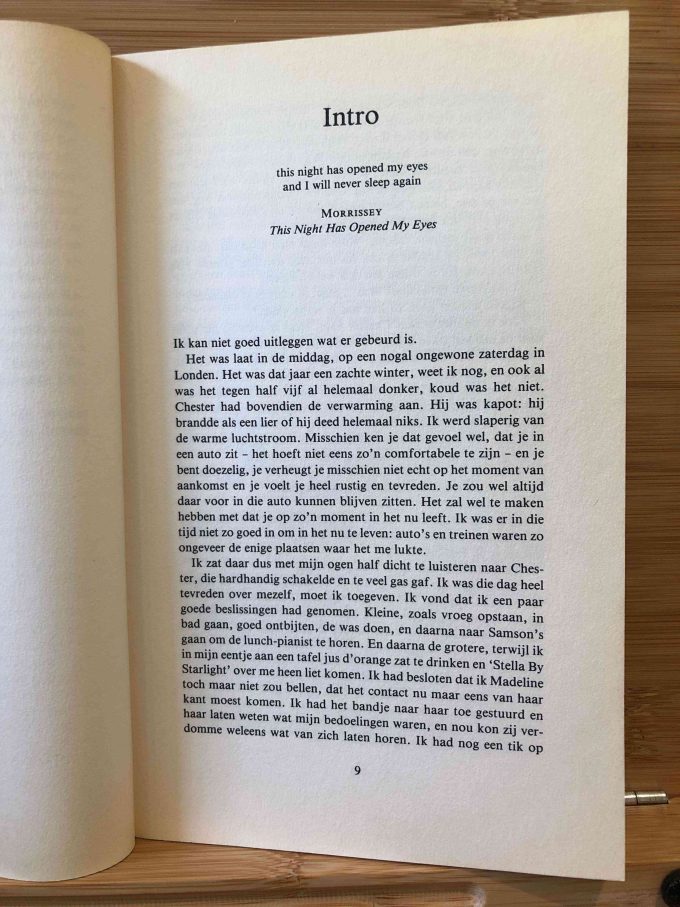 Intro
this night has opened my eyes
and I will never sleep again
MORRISSEY
This Night Has Opened My Eyes
Ik kan niet goed uitleggen wat er gebeurd is.
Het was laat in de middag, op een nogal ongewone zaterdag in
Londen. Het was dat jaar een zachte winter, weet ik nog, en ook al
was het tegen half vijf al helemaal donker, koud was het niet.
Chester had bovendien de verwarming aan. Hij was kapot: hij
brandde als een lier of hij deed helemaal niks. Ik werd slaperig van
de warme luchtstroom. Misschien ken je dat gevoel wel, dat je in
een auto zit – het hoeft niet eens zo’n comfortabele te zijn – en je
bent doezelig, je verheugt je misschien niet echt op het moment van
aankomst en je voelt je heel rustig en tevreden. Je zou wel altijd
daar voor in die auto kunnen blijven zitten. Het zal wel te maken
hebben met dat je op zo’n moment in het nu leeft. Ik was er in die
tijd niet zo goed in om in het nu te leven: auto’s en treinen waren zo
ongeveer de enige plaatsen waar het me lukte.
Ik zat daar dus met mijn ogen half dicht te luisteren naar Ches-
ter, die hardhandig schakelde en te veel gas gaf. Ik was die dag heel
tevreden over mezelf, moet ik toegeven. Ik vond dat ik een paar
goede beslissingen had genomen. Kleine, zoals vroeg opstaan, in
bad gaan, goed ontbijten, de was doen, en daarna naar Samson’s
gaan om de lunch-pianist te horen. En daarna de grotere, terwijl ik
in mijn eentje aan een tafel jus d’orange zat te drinken en ‘Stella By
Starlight’ over me heen liet komen. Ik had besloten dat ik Madeline
toch maar niet zou bellen, dat het contact nu maar eens van haar
kant moest komen. Ik had het bandje naar haar toe gestuurd en
haar laten weten wat mijn bedoelingen waren, en nou kon zij ver-
domme weleens wat van zich laten horen. Ik had nog een tik op
9